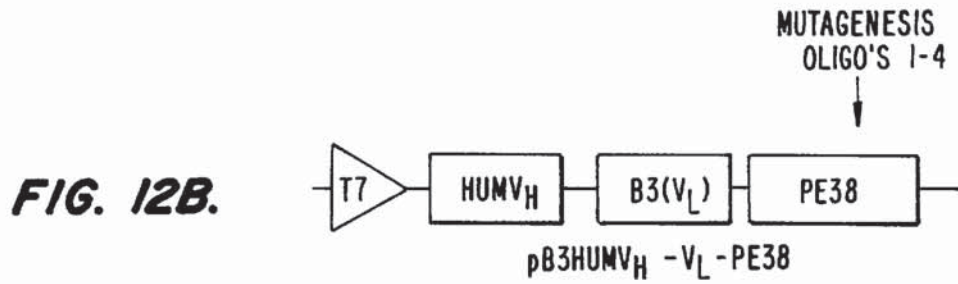 MUTAGENESIS
OLIGO'S 1-4
FIG. 12B.
T7 HUMVH B3(VL) PE38
pB3HUMVH-VL-PE38